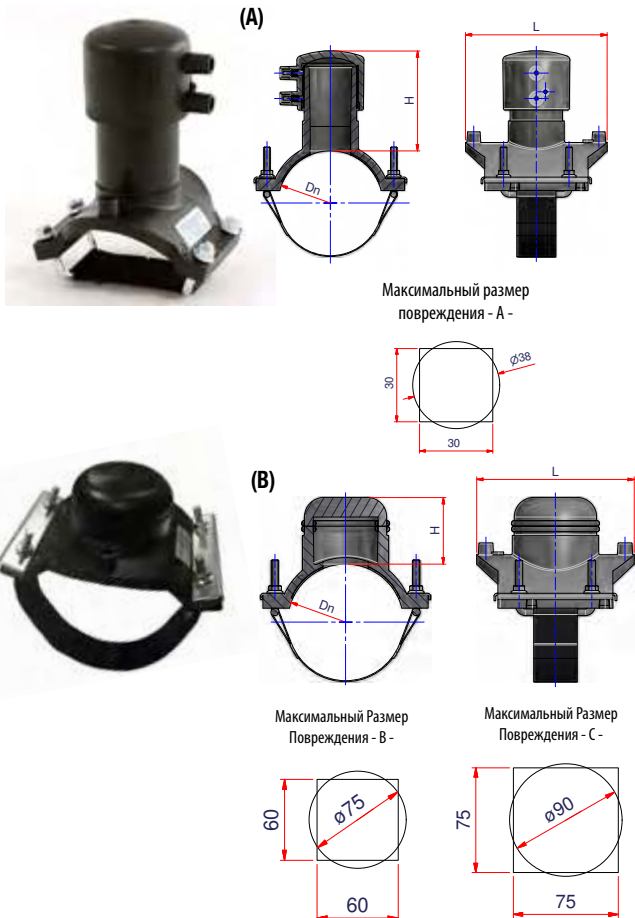 (A)
L
H
Dn
Максимальный размер
повреждения - А -
Ø38
30
30
(B)
L
H
Dn
Максимальный Размер
Повреждения - В -
Максимальный Размер
Повреждения - С -
60
ø75
60
75
ø90
75